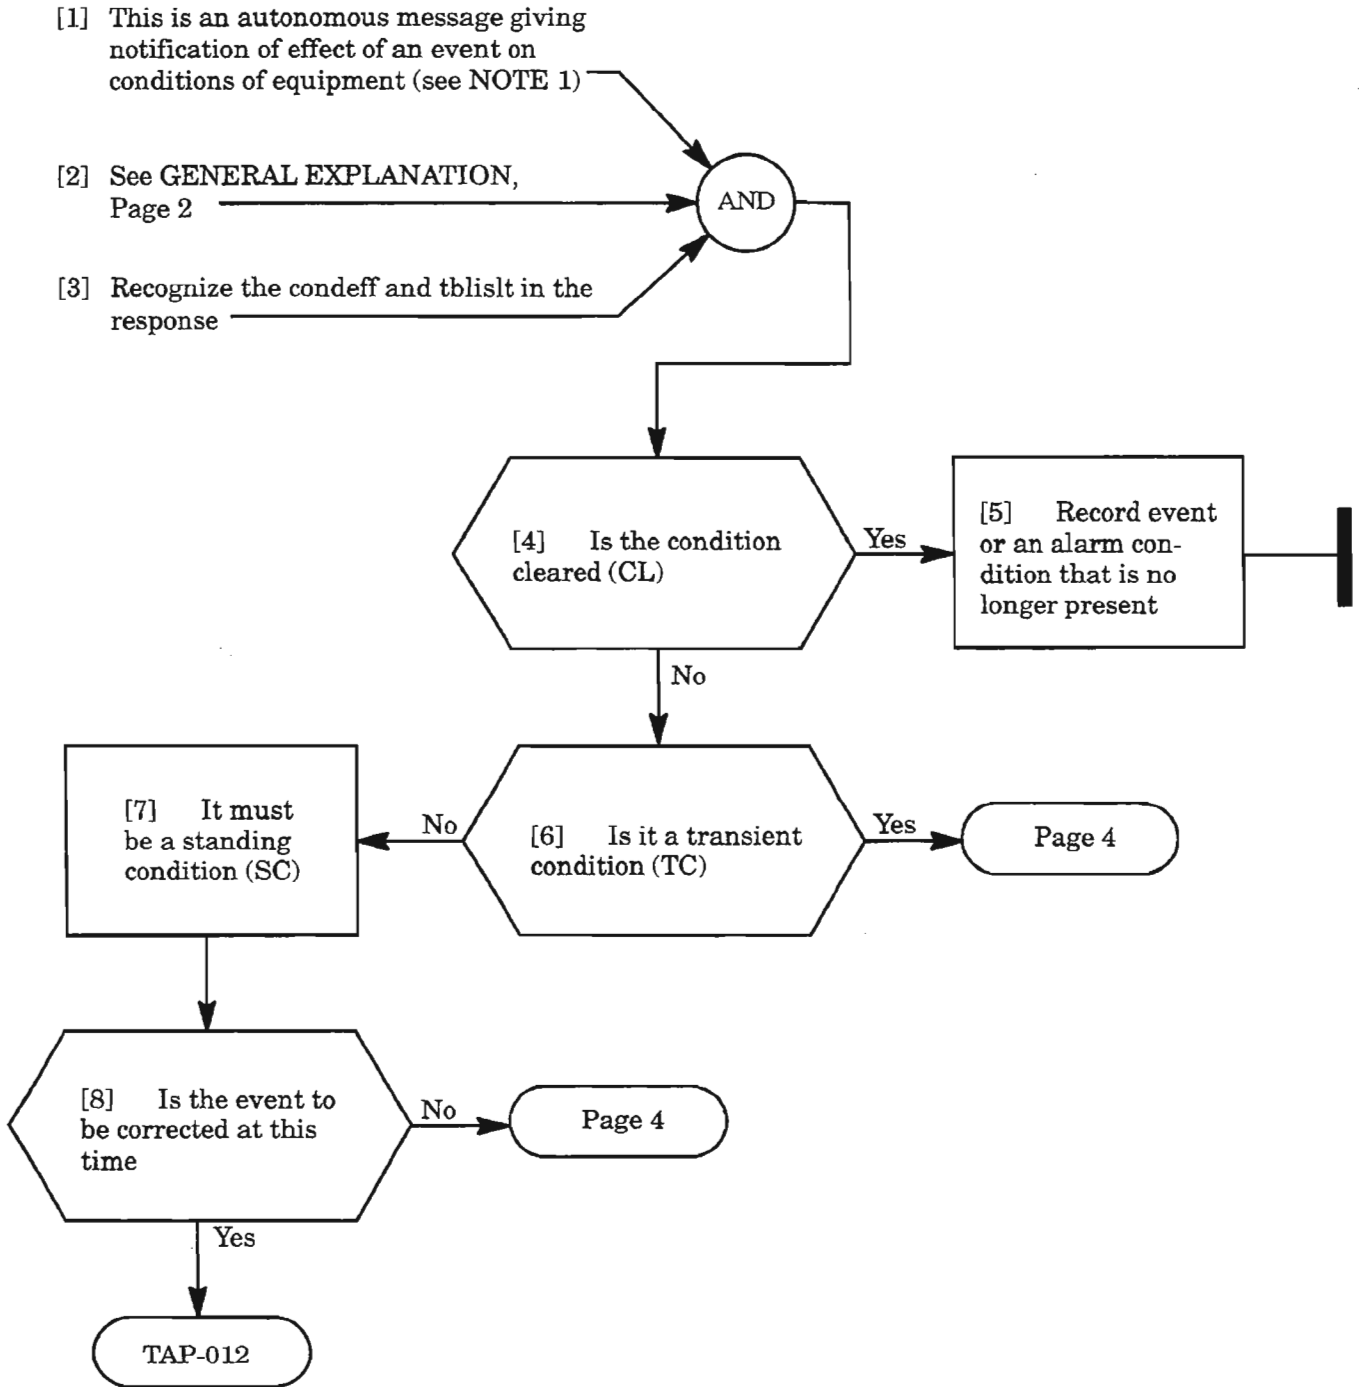 [1] This is an autonomous message giving
notification of effect of an event on
conditions of equipment (see NOTE 1)
[2] See GENERAL EXPLANATION,
Page 2
AND
[3] Recognize the condeff and tblislt in the
response
[4] Is the condition
cleared (CL)
Yes
[5] Record event
or an alarm con-
dition that is no
longer present
No
[7] It must
be a standing
condition (SC)
No
[6] Is it a transient
condition (TC)
Yes
Page 4
[8] Is the event to
be corrected at this
time
No
Page 4
Yes
TAP-012